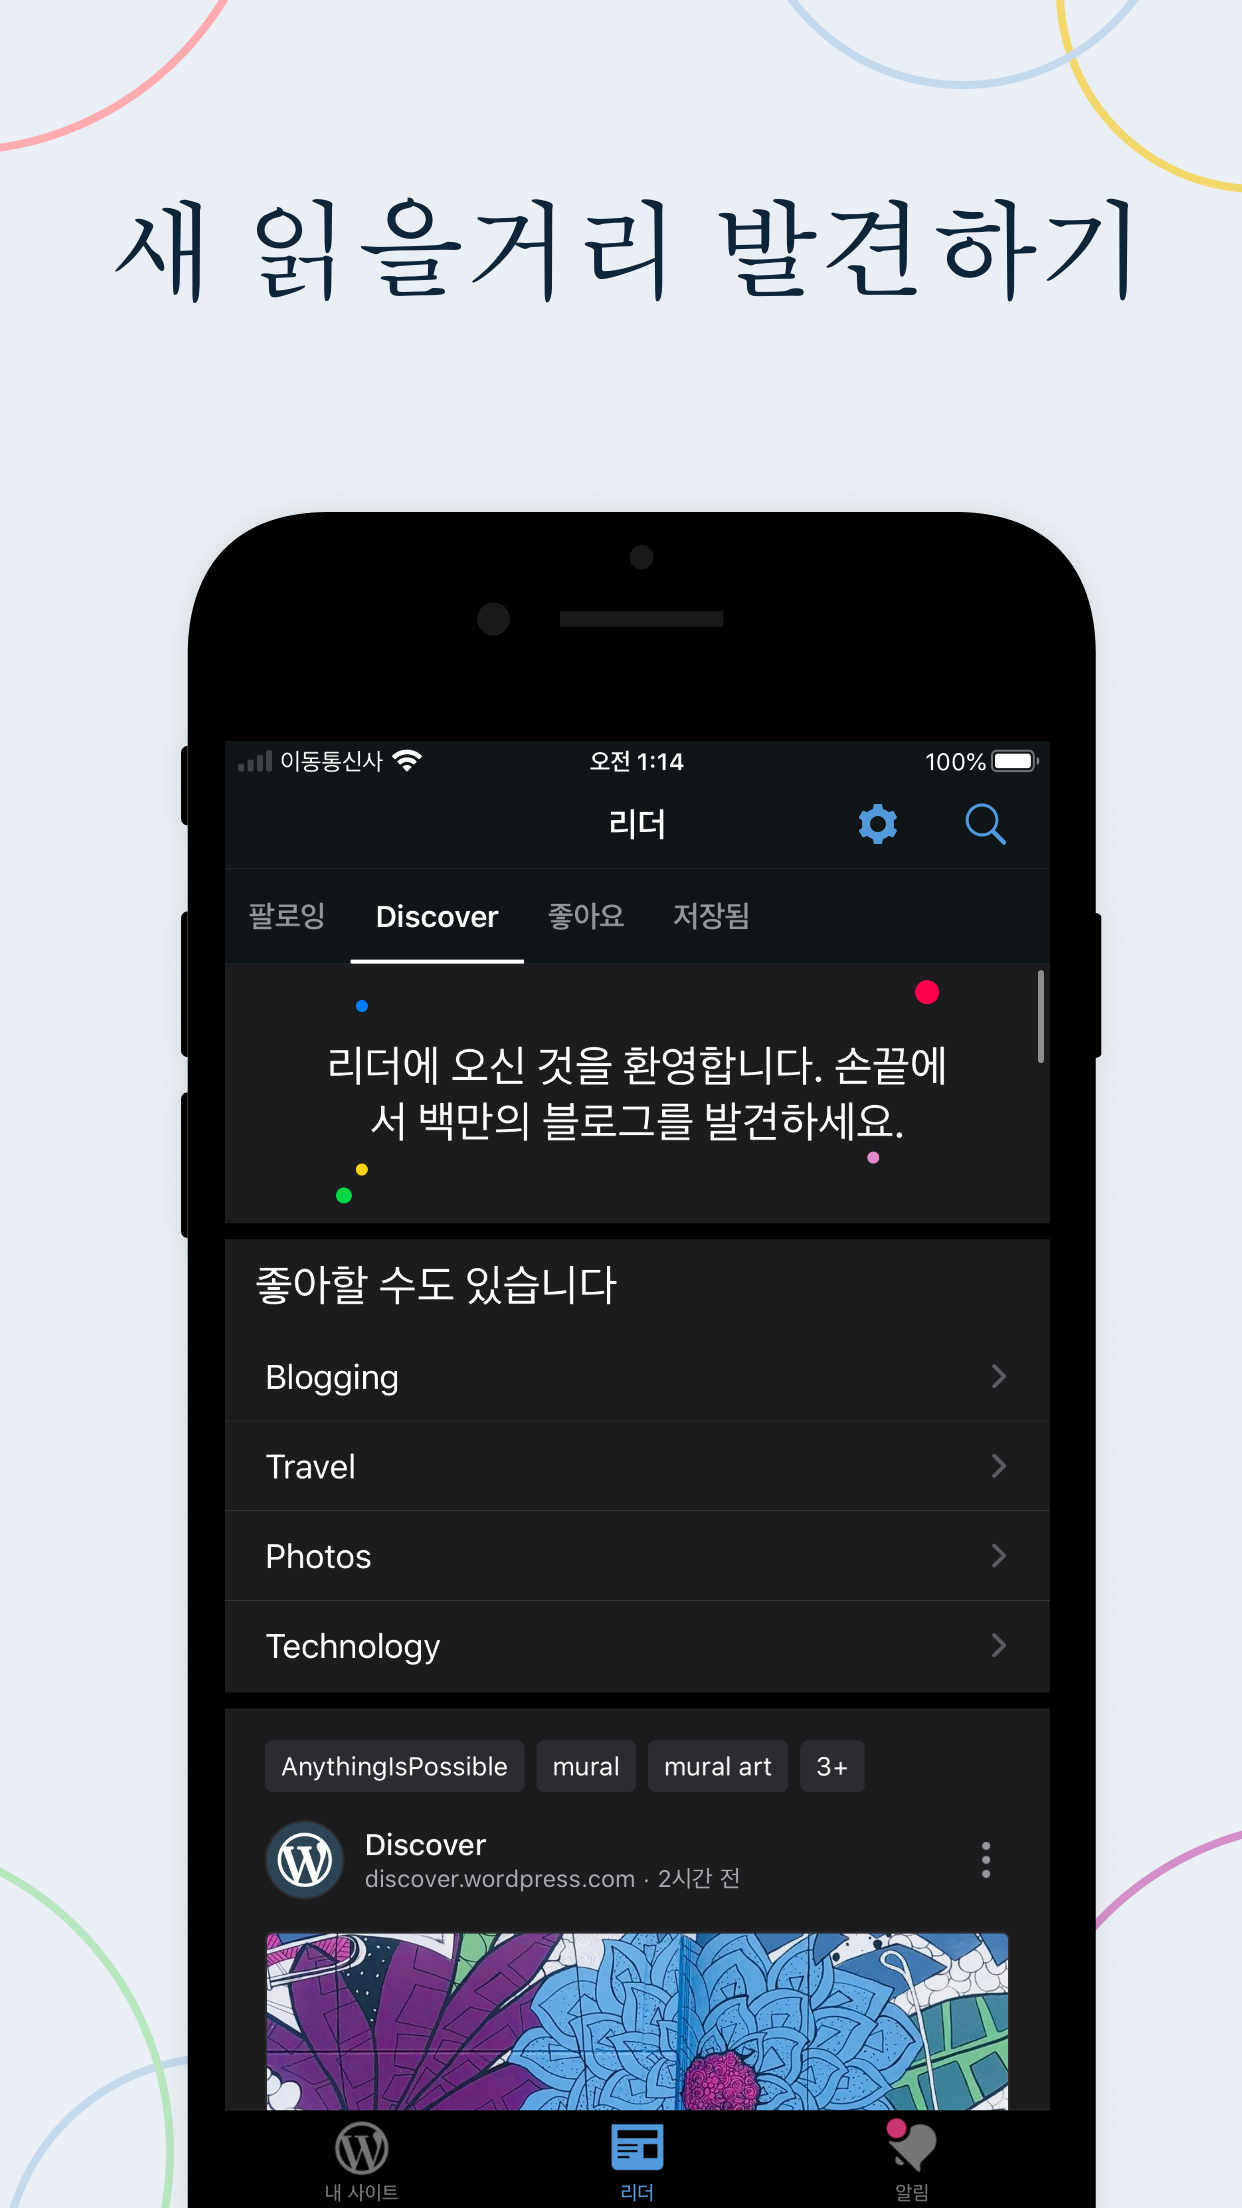 새 읽을거리 발견하기
이동통신사
오전 1:14
100%
리더
팔로잉
Discover
좋아요
저장됨
리더에 오신 것을 환영합니다. 손끝에
서 백만의 블로그를 발견하세요.
좋아할 수도 있습니다
Blogging
Travel
Photos
Technology
AnythingIsPossible
mural
mural art
3+
Discover
discover.wordpress.com · 2시간 전
내 사이트
리더
알림